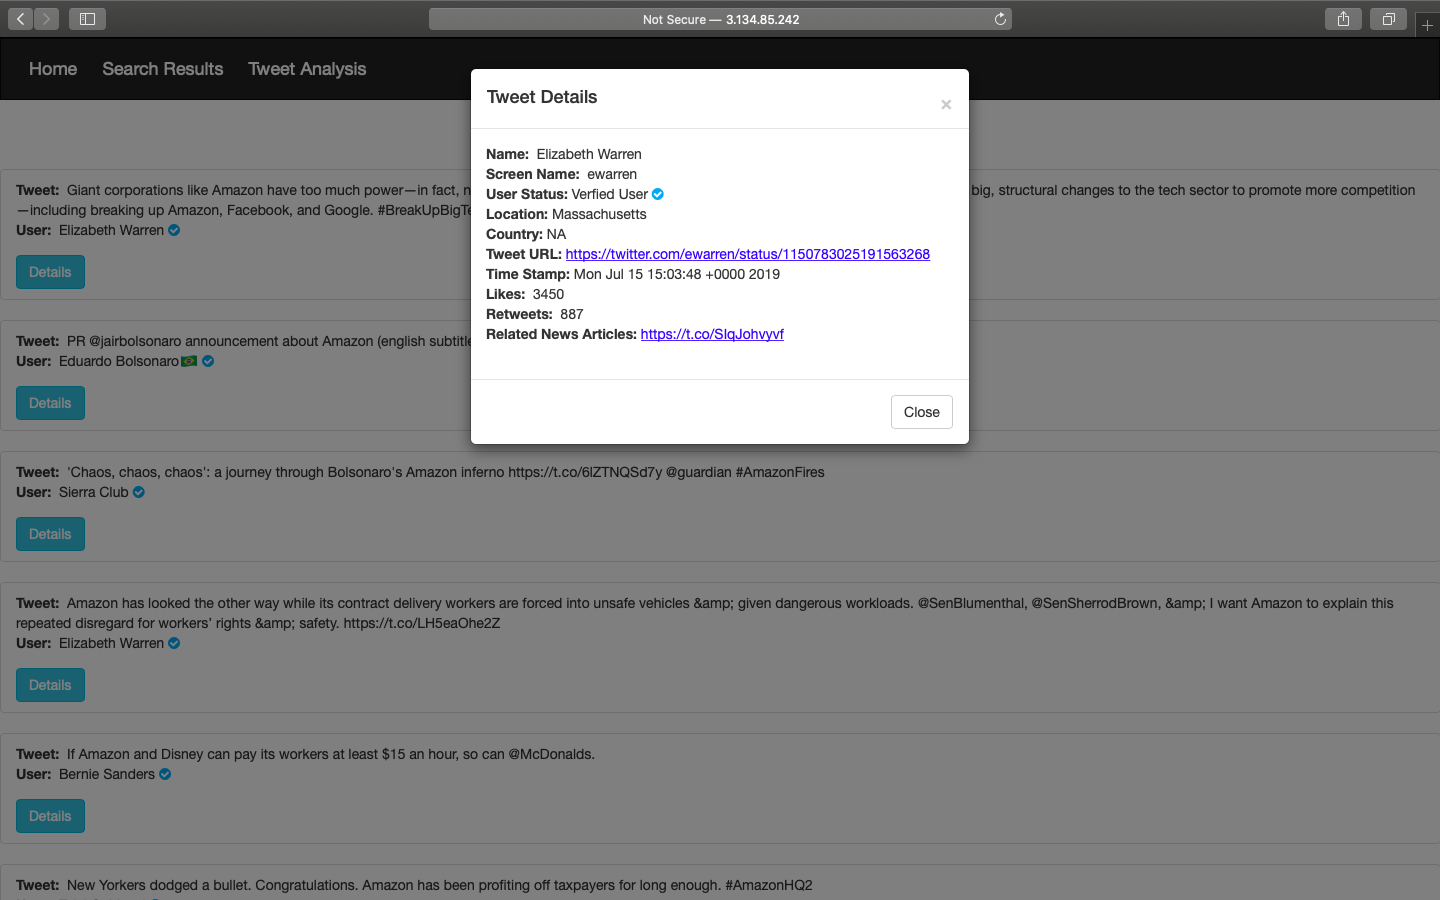 Not Secure — 3.134.85.242
Home Search Results Tweet Analysis
Tweet Details
×
Name: Elizabeth Warren
Screen Name: ewarren
User Status: Verfied User
Location: Massachusetts
Country: NA
Tweet URL: https://twitter.com/ewarren/status/1150783025191563268
Time Stamp: Mon Jul 15 15:03:48 +0000 2019
Likes: 3450
Retweets: 887
Related News Articles: https://t.co/SlqJohvyvf
Close
Tweet: Giant corporations like Amazon have too much power—in fact, big, structural changes to the tech sector to promote more competition
—including breaking up Amazon, Facebook, and Google.
User: Elizabeth Warren
Details
Tweet: PR @jairbolsonaro announcement about Amazon (english
User: Eduardo Bolsonaro
Details
Tweet: 'Chaos, chaos, chaos': a journey through Bolsonaro's Amazon inferno https://t.co/6lZTNQSd7y @guardian #AmazonFires
User: Sierra Club
Details
Tweet: Amazon has looked the other way while its contract delivery workers are forced into unsafe vehicles &amp; given dangerous workloads. @SenBlumenthal, @SenSherrodBrown, &amp; I want Amazon to explain this
repeated disregard for workers’ rights &amp; safety. https://t.co/LH5eaOhe2Z
User: Elizabeth Warren
Details
Tweet: If Amazon and Disney can pay its workers at least $15 an hour, so can @McDonalds.
User: Bernie Sanders
Details
Tweet: New Yorkers dodged a bullet. Congratulations. Amazon has been profiting off taxpayers for long enough. #AmazonHQ2